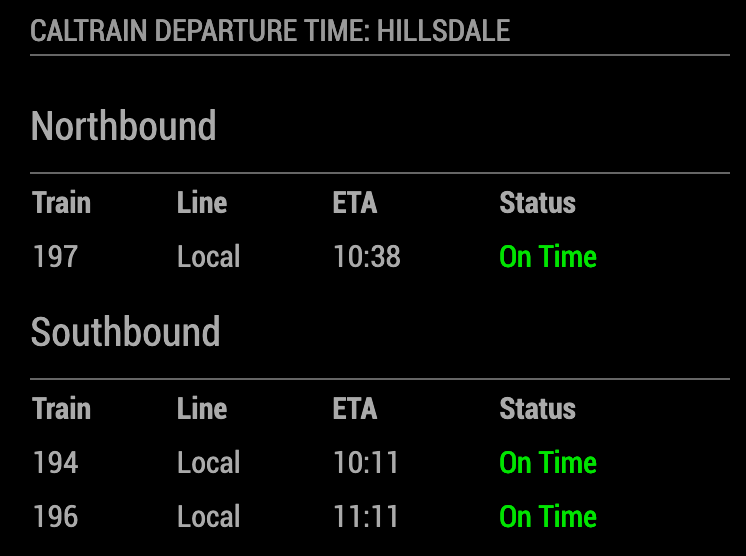 CALTRAIN DEPARTURE TIME: HILLSDALE
Northbound
Train Line ETA Status
197 Local 10:38 On Time
Southbound
Train Line ETA Status
194 Local 10:11 On Time
196 Local 11:11 On Time